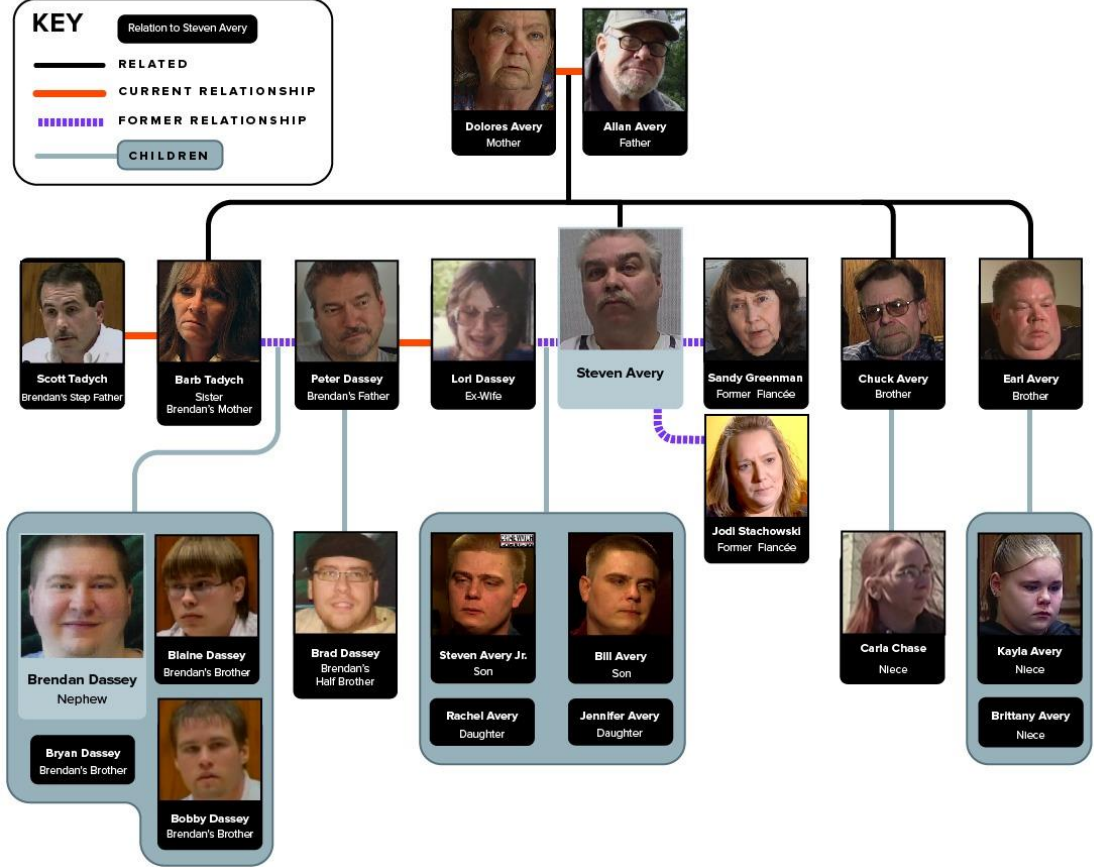 KEY
Relation to Steven Avery
RELATED
CURRENT RELATIONSHIP
FORMER RELATIONSHIP
CHILDREN
Dolores Avery
Mother
Allan Avery
Father
Scott Tadych
Brendan's Step Father
Barb Tadych
Sister
Brendan's Mother
Peter Dassey
Brendan's Father
Lori Dassey
Ex-Wife
Steven Avery
Sandy Greenman
Former Fiancée
Chuck Avery
Brother
Earl Avery
Brother
Jodi Stachowski
Former Fiancée
Brendan Dassey
Nephew
Blaine Dassey
Brendan's Brother
Bryan Dassey
Brendan's Brother
Bobby Dassey
Brendan's Brother
Brad Dassey
Brendan's
Half Brother
Steven Avery Jr.
Son
Bill Avery
Son
Rachel Avery
Daughter
Jennifer Avery
Daughter
Carla Chase
Niece
Kayla Avery
Niece
Brittany Avery
Niece